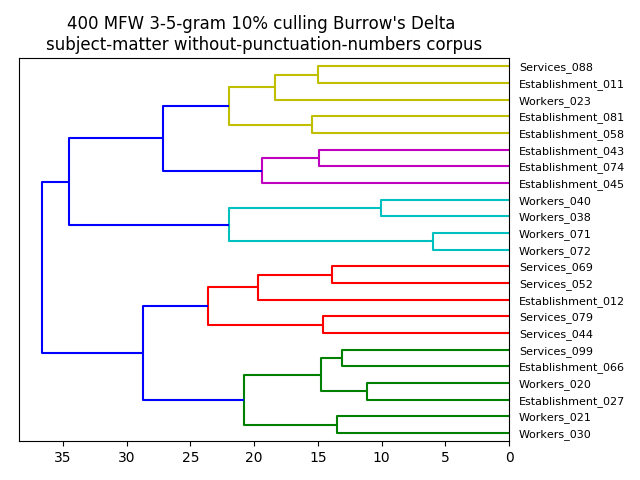 400 MFW 3-5-gram 10% culling Burrow's Delta
subject-matter without-punctuation-numbers corpus
Services_088
Establishment_011
Workers_023
Establishment_081
Establishment_058
Establishment_043
Establishment_074
Establishment_045
Workers_040
Workers_038
Workers_071
Workers_072
Services_069
Services_052
Establishment_012
Services_079
Services_044
Services_099
Establishment_066
Workers_020
Establishment_027
Workers_021
Workers_030
35 30 25 20 15 10 5 0